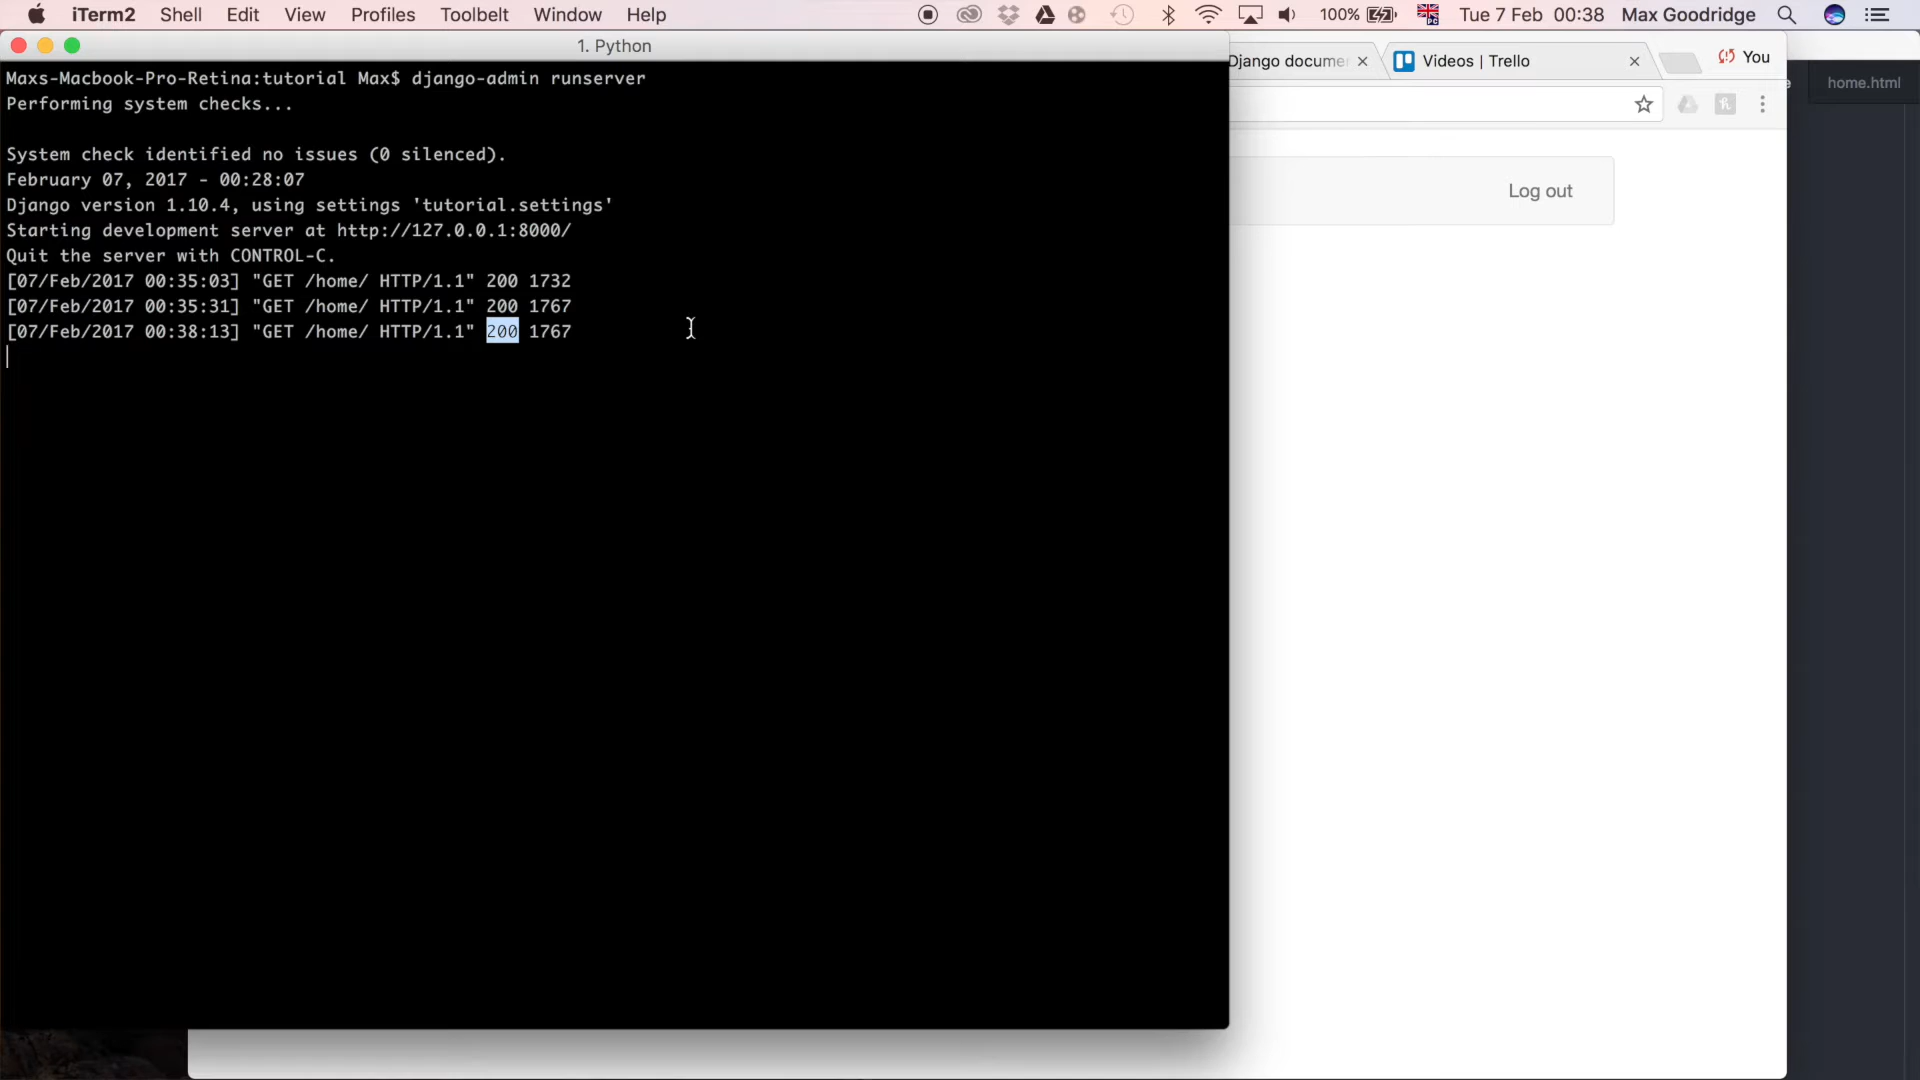 iTerm2 Shell Edit View Profiles Toolbelt Window Help 100% Tue 7 Feb 00:38 Max Goodridge
1. Python
Django docume Videos | Trello You
home.html
Maxs-Macbook-Pro-Retina:tutorial Max$ django-admin runserver
Performing system checks...
System check identified no issues (0 silenced).
February 07, 2017 - 00:28:07
Django version 1.10.4, using settings 'tutorial.settings'
Starting development server at http://127.0.0.1:8000/
Quit the server with CONTROL-C.
[07/Feb/2017 00:35:03] "GET /home/ HTTP/1.1" 200 1732
[07/Feb/2017 00:35:31] "GET /home/ HTTP/1.1" 200 1767
[07/Feb/2017 00:38:13] "GET /home/ HTTP/1.1" 200 1767
Log out